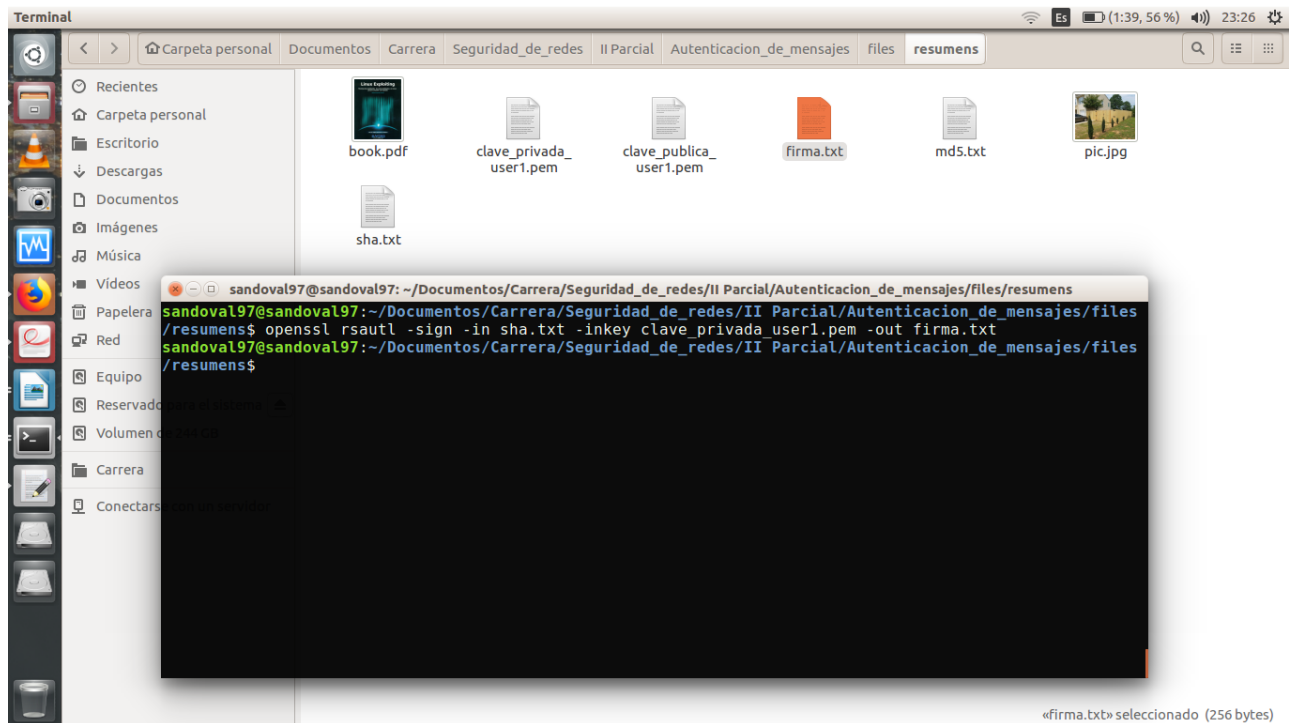 Terminal
Es
(1:39, 56 %)
23:26
Carpeta personal
Documentos
Carrera
Seguridad_de_redes
II Parcial
Autenticacion_de_mensajes
files
resumens
Recientes
Carpeta personal
Escritorio
Descargas
Documentos
Imágenes
Música
Vídeos
Papelera
Red
Equipo
Reservado para el sistema
Volumen de 244 GB
Carrera
Conectarse con un servidor
Linux Exploiting
book.pdf
clave_privada_
user1.pem
clave_publica_
user1.pem
firma.txt
md5.txt
pic.jpg
sha.txt
sandoval97@sandoval97: ~/Documentos/Carrera/Seguridad_de_redes/II Parcial/Autenticacion_de_mensajes/files/resumens
sandoval97@sandoval97:~/Documentos/Carrera/Seguridad_de_redes/II Parcial/Autenticacion_de_mensajes/files
/resumens$ openssl rsautl -sign -in sha.txt -inkey clave_privada_user1.pem -out firma.txt
sandoval97@sandoval97:~/Documentos/Carrera/Seguridad_de_redes/II Parcial/Autenticacion_de_mensajes/files
/resumens$
«firma.txt» seleccionado (256 bytes)